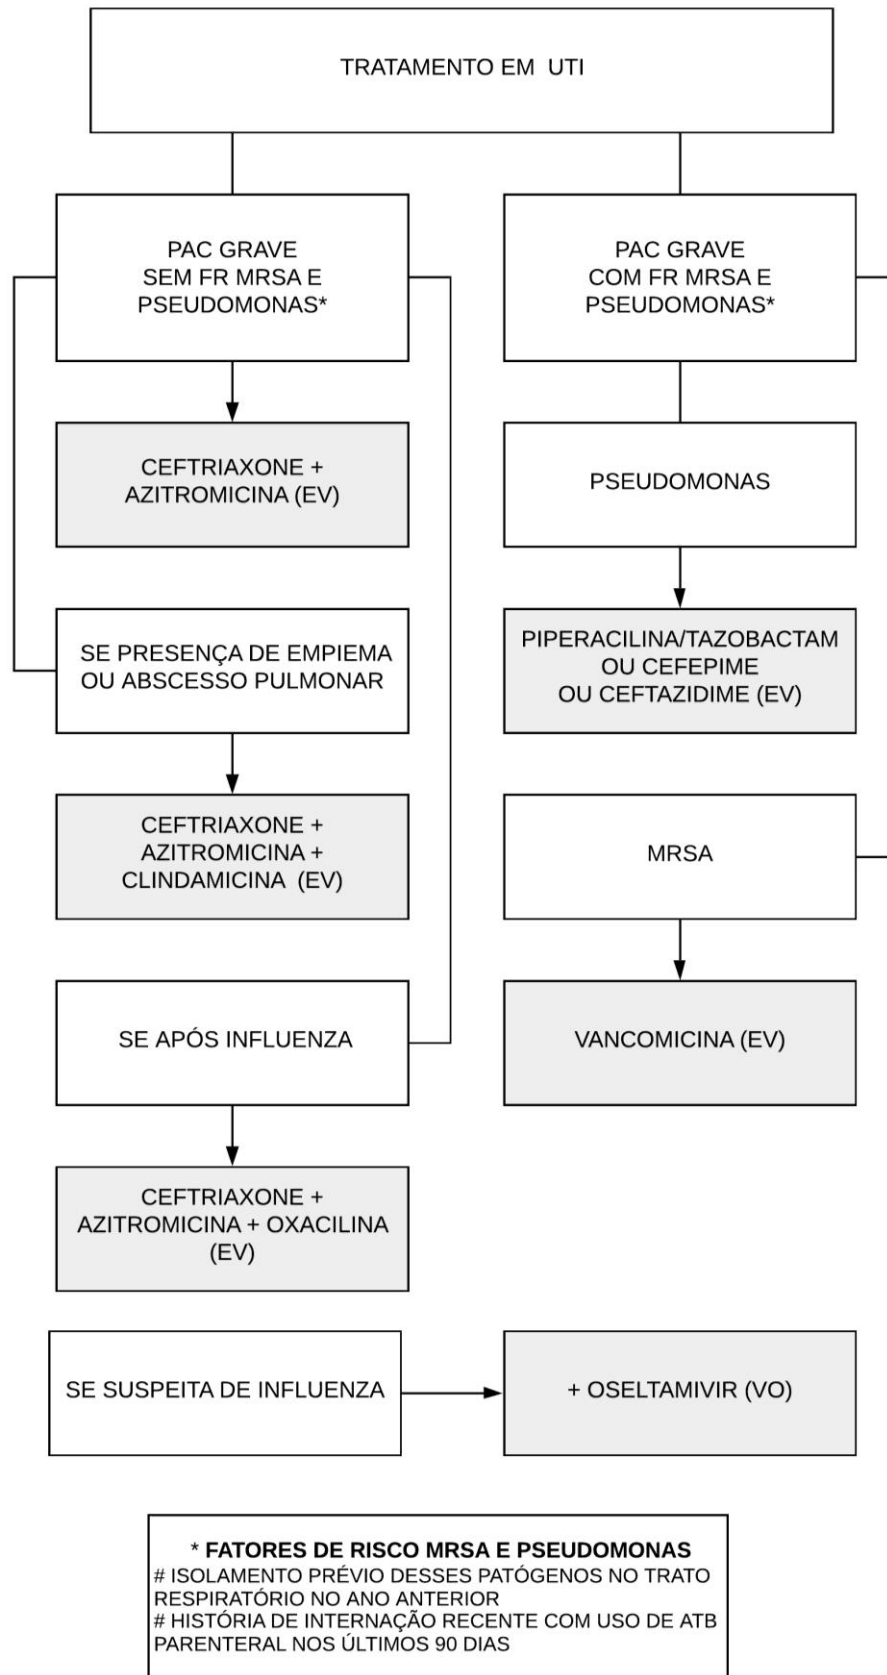 TRATAMENTO EM UTI
PAC GRAVE
SEM FR MRSA E
PSEUDOMONAS*
PAC GRAVE
COM FR MRSA E
PSEUDOMONAS*
CEFTRIAXONE +
AZITROMICINA (EV)
PSEUDOMONAS
SE PRESENÇA DE EMPIEMA
OU ABSCESSO PULMONAR
PIPERACILINA/TAZOBACTAM
OU CEFEPIME
OU CEFTAZIDIME (EV)
CEFTRIAXONE +
AZITROMICINA +
CLINDAMICINA (EV)
MRSA
SE APÓS INFLUENZA
VANCOMICINA (EV)
CEFTRIAXONE +
AZITROMICINA + OXACILINA
(EV)
SE SUSPEITA DE INFLUENZA
+ OSELTAMIVIR (VO)
* FATORES DE RISCO MRSA E PSEUDOMONAS
# ISOLAMENTO PRÉVIO DESSES PATÓGENOS NO TRATO
RESPIRATÓRIO NO ANO ANTERIOR
# HISTÓRIA DE INTERNAÇÃO RECENTE COM USO DE ATB
PARENTERAL NOS ÚLTIMOS 90 DIAS